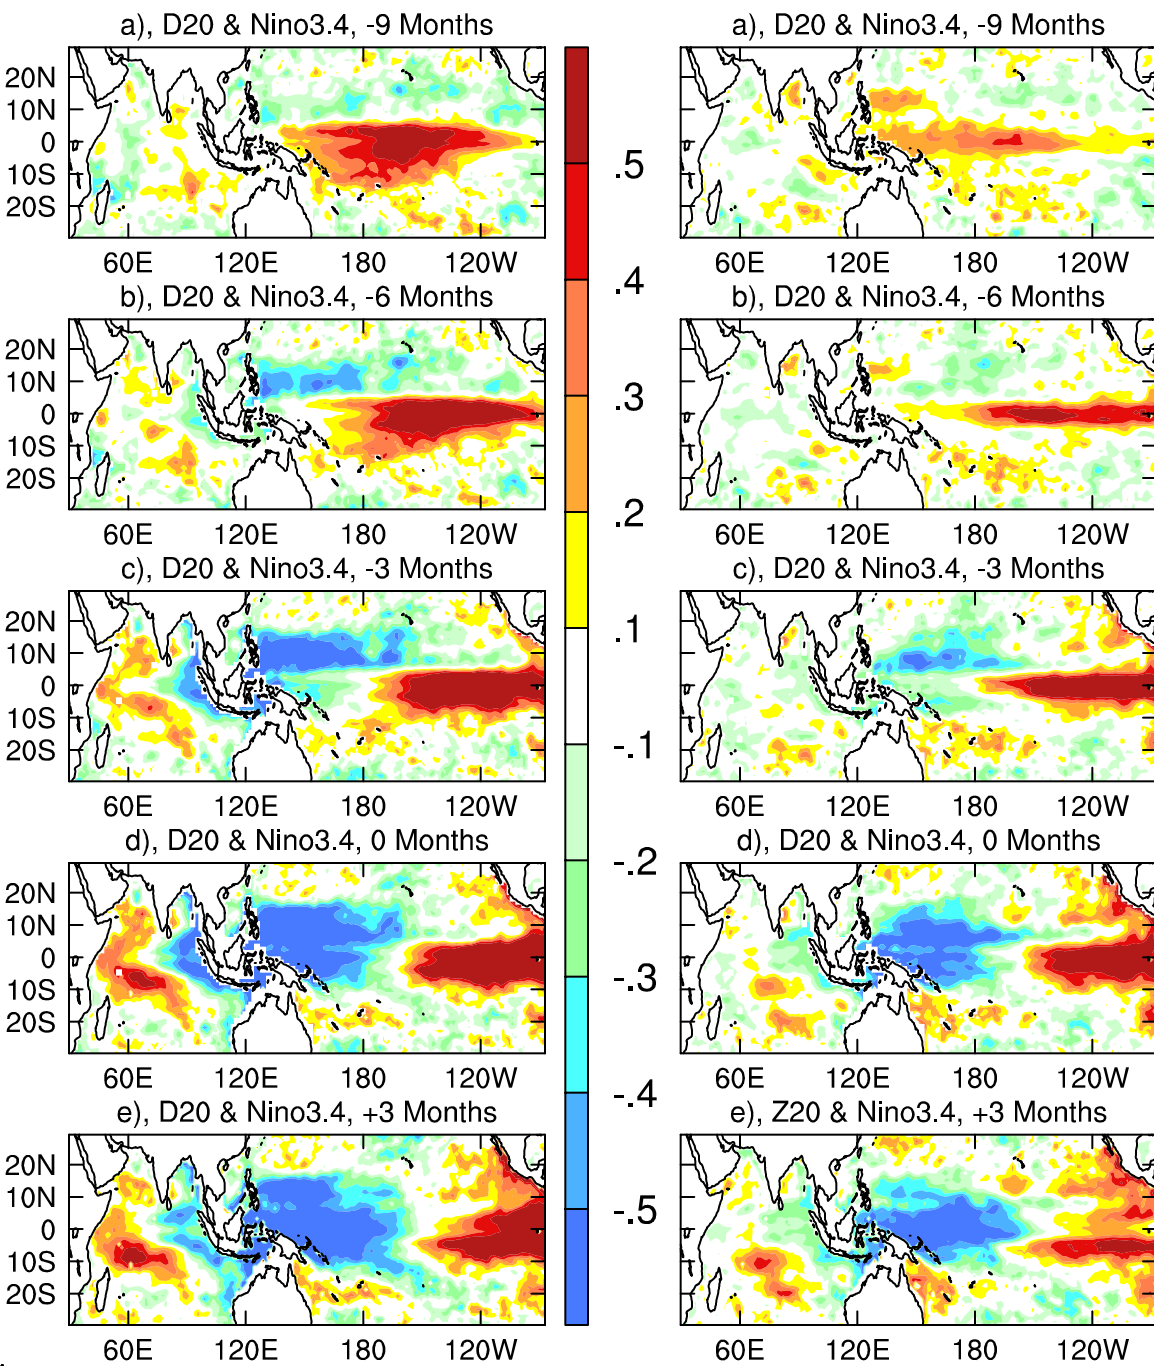 a), D20 & Nino3.4, -9 Months
20N
10N
0
10S
20S
60E 120E 180 120W
b), D20 & Nino3.4, -6 Months
20N
10N
0
10S
20S
60E 120E 180 120W
c), D20 & Nino3.4, -3 Months
20N
10N
0
10S
20S
60E 120E 180 120W
d), D20 & Nino3.4, 0 Months
20N
10N
0
10S
20S
60E 120E 180 120W
e), D20 & Nino3.4, +3 Months
20N
10N
0
10S
20S
60E 120E 180 120W
.5
.4
.3
.2
.1
-.1
-.2
-.3
-.4
-.5
a), D20 & Nino3.4, -9 Months
60E 120E 180 120W
b), D20 & Nino3.4, -6 Months
60E 120E 180 120W
c), D20 & Nino3.4, -3 Months
60E 120E 180 120W
d), D20 & Nino3.4, 0 Months
60E 120E 180 120W
e), Z20 & Nino3.4, +3 Months
60E 120E 180 120W